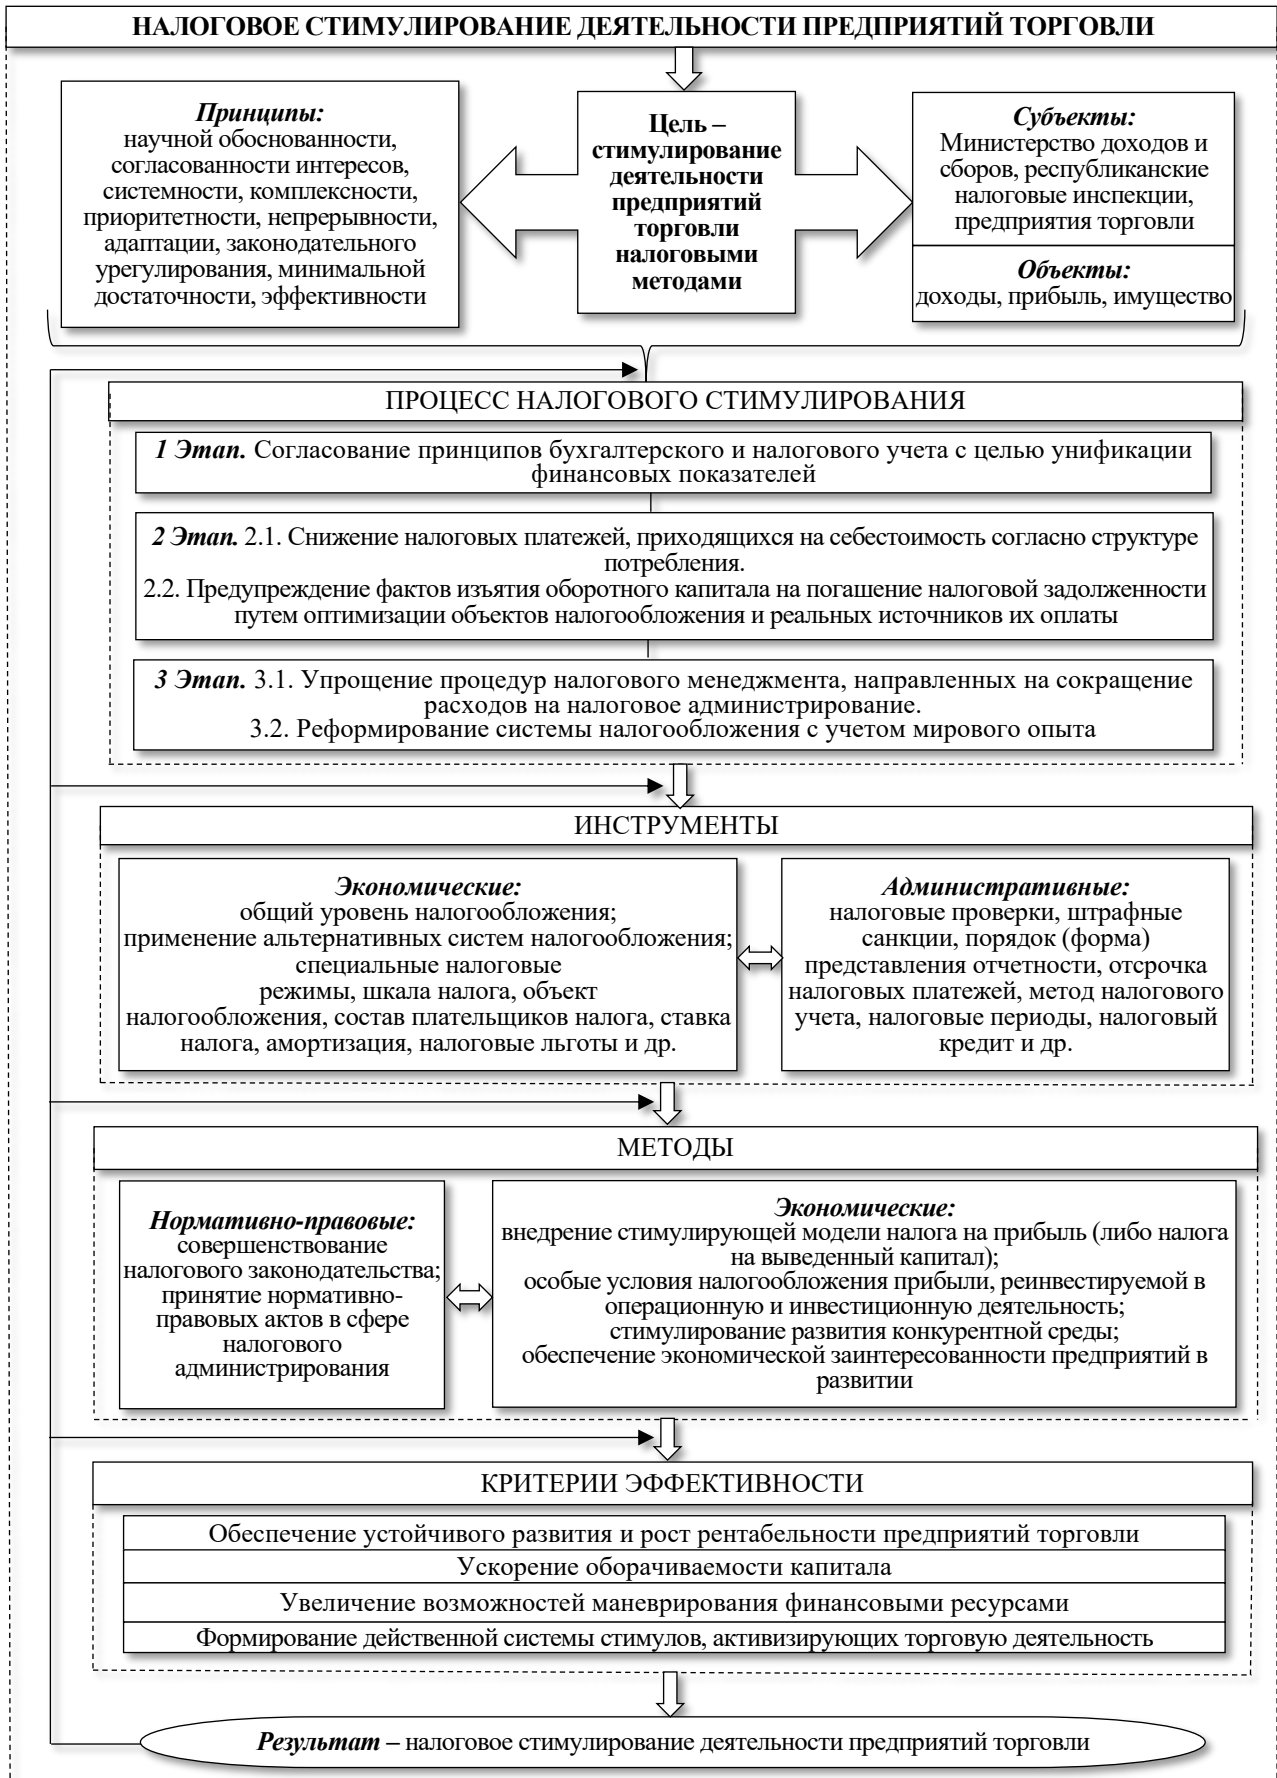 НАЛОГОВОЕ СТИМУЛИРОВАНИЕ ДЕЯТЕЛЬНОСТИ ПРЕДПРИЯТИЙ ТОРГОВЛИ
Принципы:
научной обоснованности,
согласованности интересов,
системности, комплексности,
приоритетности, непрерывности,
адаптации, законодательного
урегулирования, минимальной
достаточности, эффективности
Цель –
стимулирование
деятельности
предприятий
торговли
налоговыми
методами
Субъекты:
Министерство доходов и
сборов, республиканские
налоговые инспекции,
предприятия торговли
Объекты:
доходы, прибыль, имущество
ПРОЦЕСС НАЛОГОВОГО СТИМУЛИРОВАНИЯ
1 Этап. Согласование принципов бухгалтерского и налогового учета с целью унификации
финансовых показателей
2 Этап. 2.1. Снижение налоговых платежей, приходящихся на себестоимость согласно структуре
потребления.
2.2. Предупреждение фактов изъятия оборотного капитала на погашение налоговой задолженности
путем оптимизации объектов налогообложения и реальных источников их оплаты
3 Этап. 3.1. Упрощение процедур налогового менеджмента, направленных на сокращение
расходов на налоговое администрирование.
3.2. Реформирование системы налогообложения с учетом мирового опыта
ИНСТРУМЕНТЫ
Экономические:
общий уровень налогообложения;
применение альтернативных систем налогообложения;
специальные налоговые
режимы, шкала налога, объект
налогообложения, состав плательщиков налога, ставка
налога, амортизация, налоговые льготы и др.
Административные:
налоговые проверки, штрафные
санкции, порядок (форма)
представления отчетности, отсрочка
налоговых платежей, метод налогового
учета, налоговые периоды, налоговый
кредит и др.
МЕТОДЫ
Нормативно-правовые:
совершенствование
налогового законодательства;
принятие нормативно-
правовых актов в сфере
налогового
администрирования
Экономические:
внедрение стимулирующей модели налога на прибыль (либо налога
на выведенный капитал);
особые условия налогообложения прибыли, реинвестируемой в
операционную и инвестиционную деятельность;
стимулирование развития конкурентной среды;
обеспечение экономической заинтересованности предприятий в
развитии
КРИТЕРИИ ЭФФЕКТИВНОСТИ
Обеспечение устойчивого развития и рост рентабельности предприятий торговли
Ускорение оборачиваемости капитала
Увеличение возможностей маневрирования финансовыми ресурсами
Формирование действенной системы стимулов, активизирующих торговую деятельность
Результат – налоговое стимулирование деятельности предприятий торговли